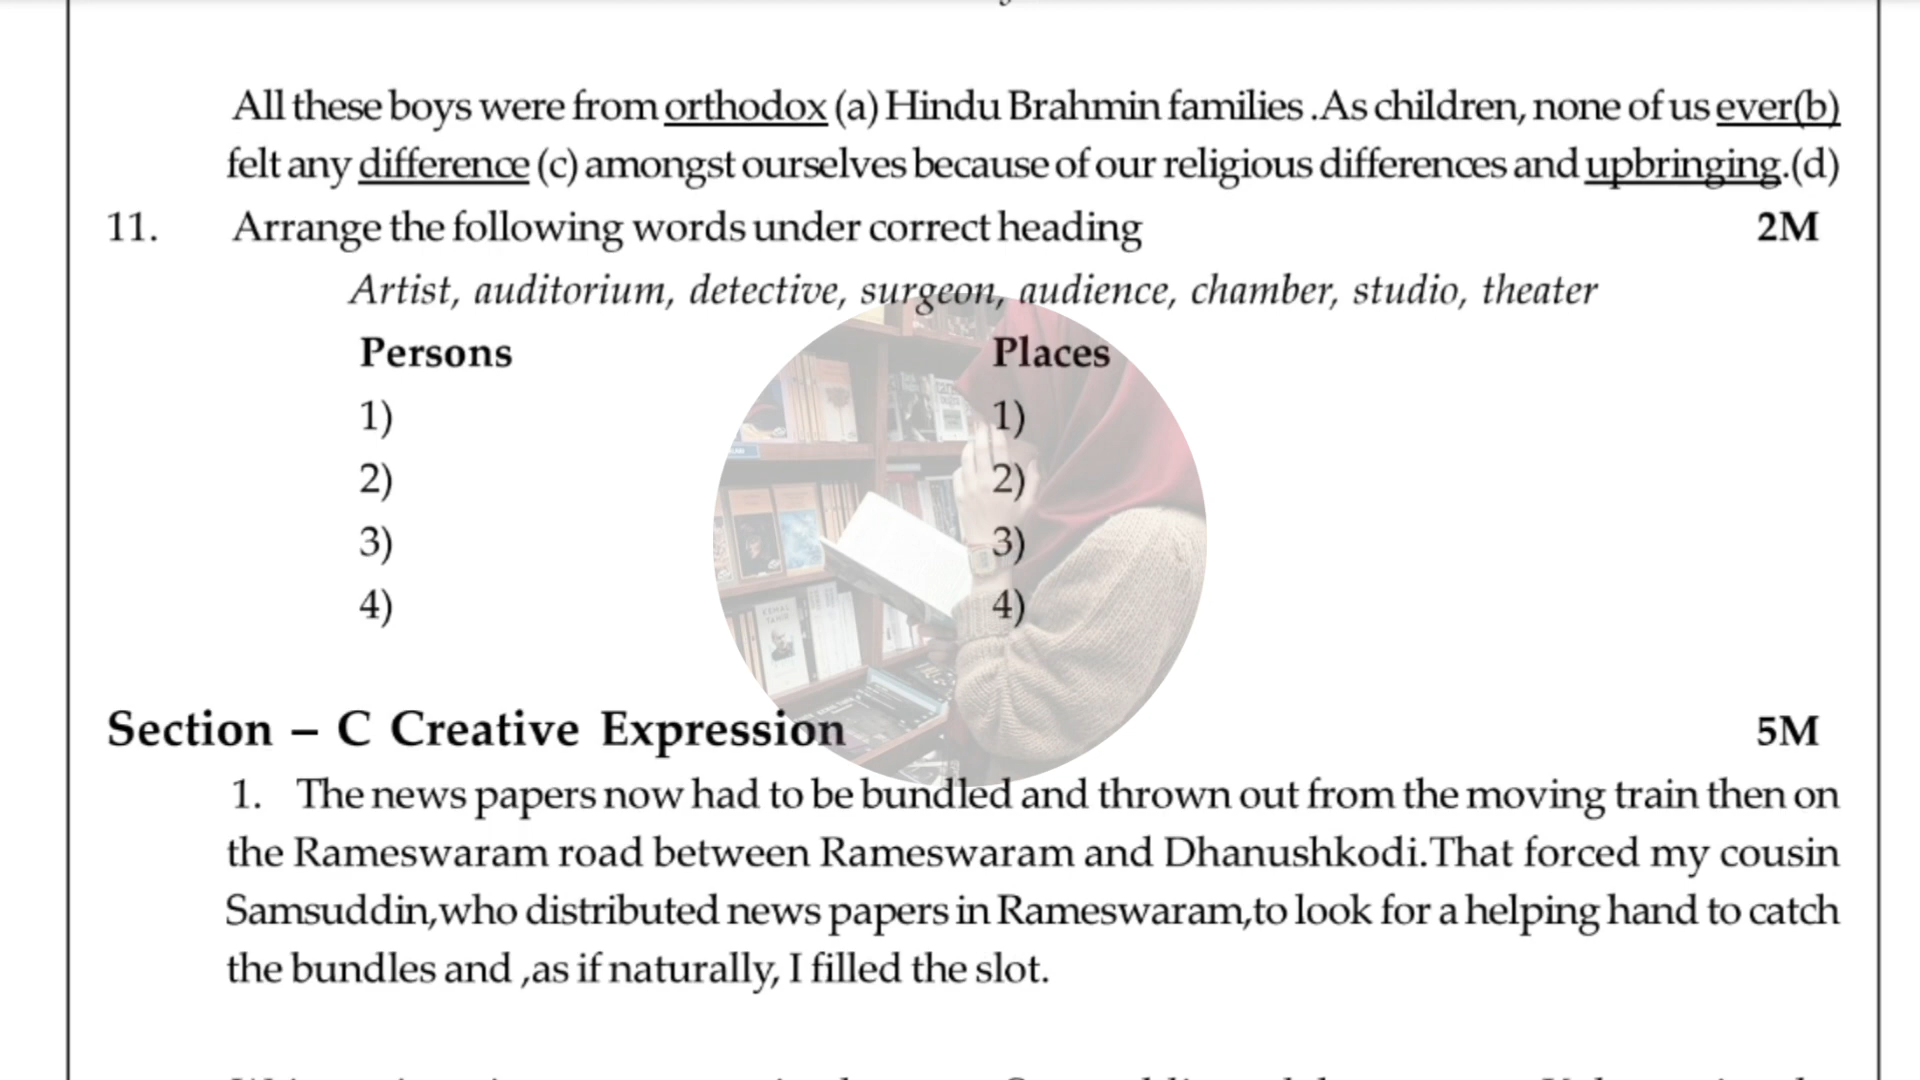 All these boys were from orthodox (a) Hindu Brahmin families .As children, none of us ever(b)
felt any difference (c) amongst ourselves because of our religious differences and upbringing.(d)
11. Arrange the following words under correct heading 2M
Artist, auditorium, detective, surgeon, audience, chamber, studio, theater
Persons Places
1) 1)
2) 2)
3) 3)
4) 4)
Section – C Creative Expression 5M
1. The news papers now had to be bundled and thrown out from the moving train then on
the Rameswaram road between Rameswaram and Dhanushkodi.That forced my cousin
Samsuddin,who distributed news papers in Rameswaram,to look for a helping hand to catch
the bundles and ,as if naturally, I filled the slot.